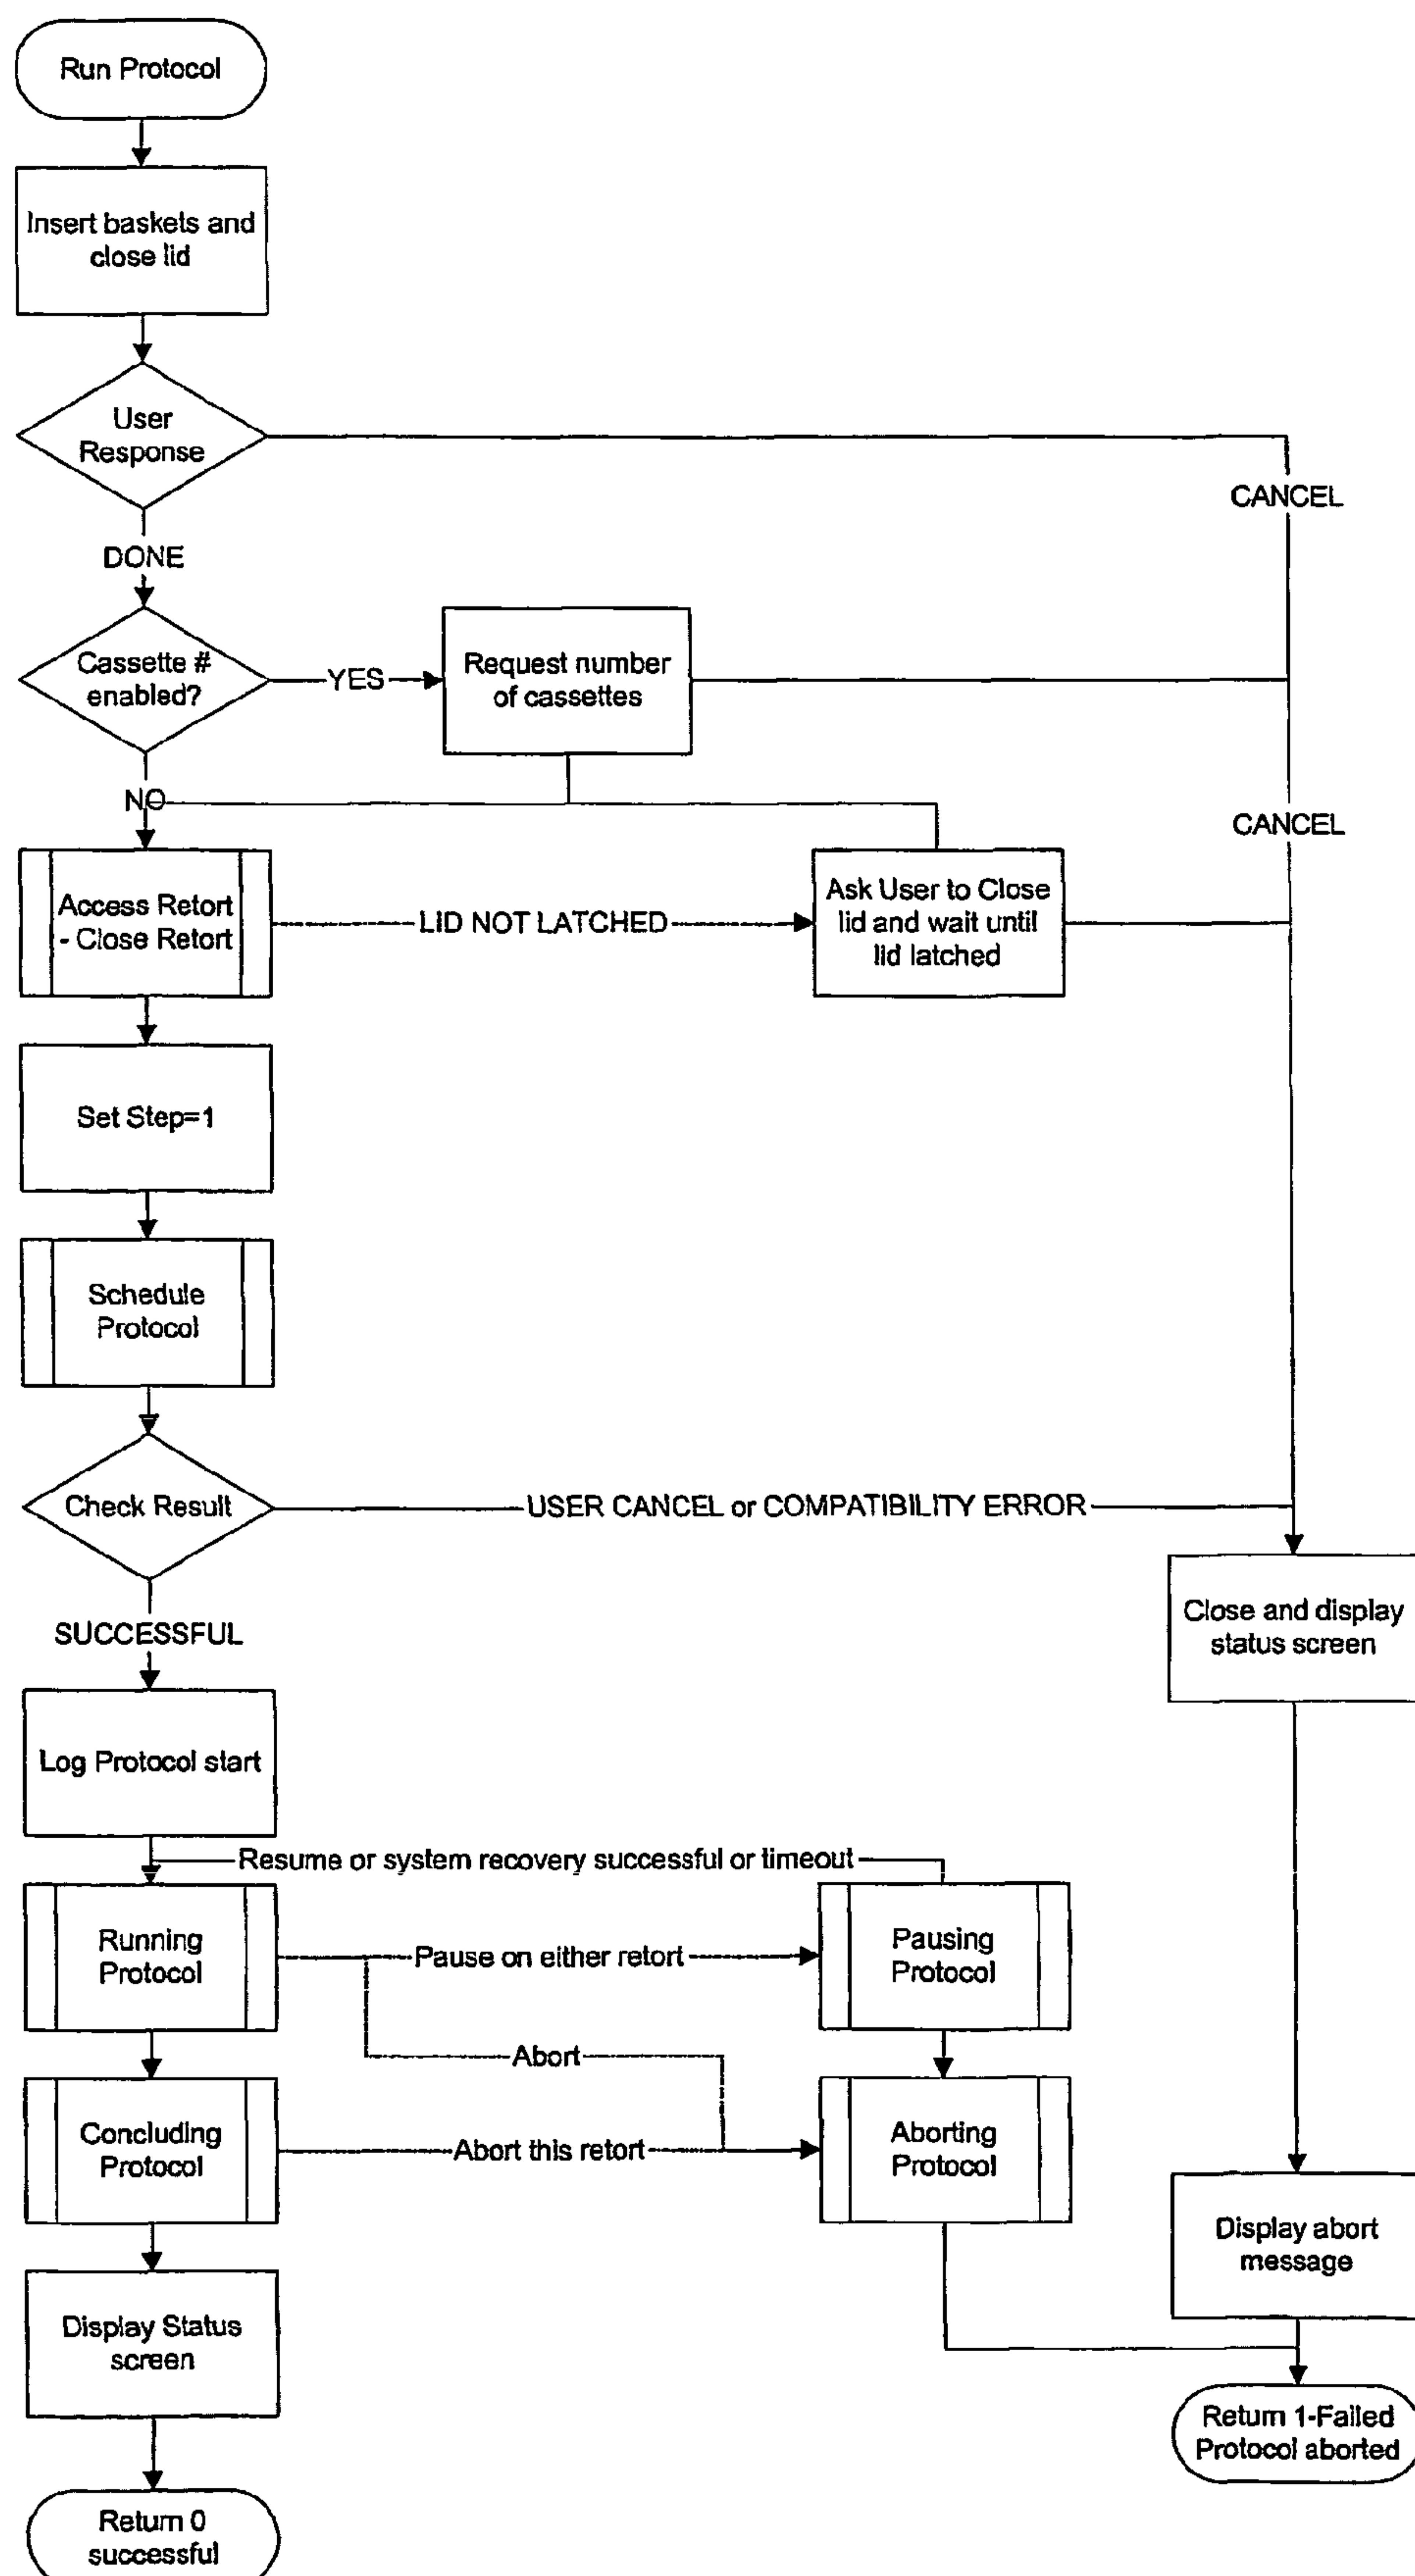 Run Protocol
Insert baskets and
close lid
User
Response
CANCEL
DONE
Cassette #
enabled?
YES
Request number
of cassettes
NO
CANCEL
Access Retort
- Close Retort
LID NOT LATCHED
Ask User to Close
lid and wait until
lid latched
Set Step=1
Schedule
Protocol
Check Result
USER CANCEL or COMPATIBILITY ERROR
Close and display
status screen
SUCCESSFUL
Log Protocol start
Resume or system recovery successful or timeout
Running
Protocol
Pause on either retort
Pausing
Protocol
Abort
Concluding
Protocol
Abort this retort
Aborting
Protocol
Display abort
message
Display Status
screen
Return 1-Failed
Protocol aborted
Return 0
successful